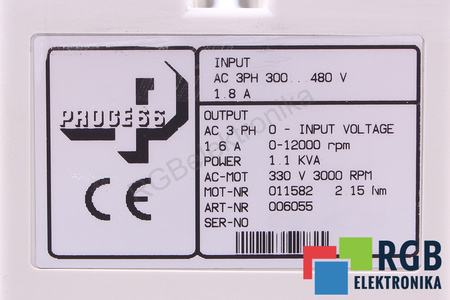 PROCESS
P
CE
INPUT
AC 3PH 300...480 V
1.8 A
OUTPUT
AC 3 PH 0 - INPUT VOLTAGE
1.6 A 0-12000 rpm
POWER 1.1 KVA
AC-MOT 330 V 3000 RPM
MOT-NR 011582 2.15 Nm
ART-NR 006055
SER-NO
RGBelektronika
RGB
ELEKTRONIKA